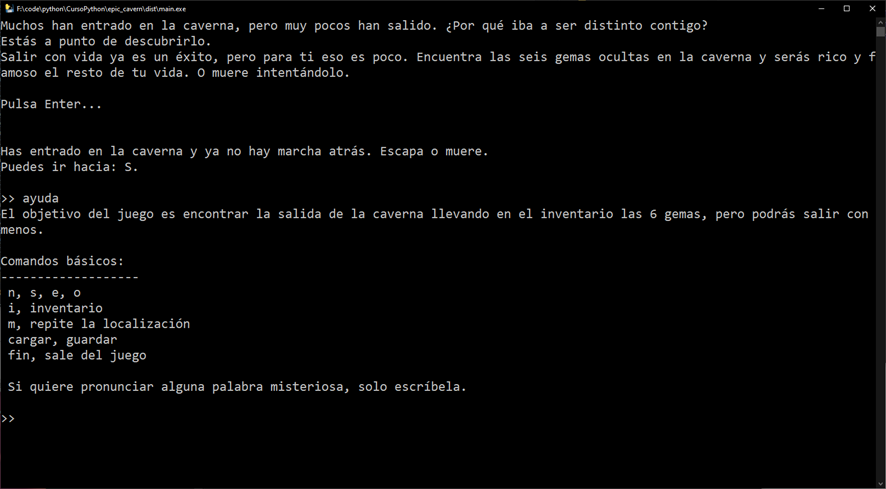 F:\code\python\CursoPython\epic_cavern\dist\main.exe
Muchos han entrado en la caverna, pero muy pocos han salido. ¿Por qué iba a ser distinto contigo?
Estás a punto de descubrirlo.
Salir con vida ya es un éxito, pero para ti eso es poco. Encuentra las seis gemas ocultas en la caverna y serás rico y f
amoso el resto de tu vida. O muere intentándolo.
Pulsa Enter...
Has entrado en la caverna y ya no hay marcha atrás. Escapa o muere.
Puedes ir hacia: S.
>> ayuda
El objetivo del juego es encontrar la salida de la caverna llevando en el inventario las 6 gemas, pero podrás salir con
menos.
Comandos básicos:
-------------------
n, s, e, o
i, inventario
m, repite la localización
cargar, guardar
fin, sale del juego
Si quiere pronunciar alguna palabra misteriosa, solo escríbela.
>>